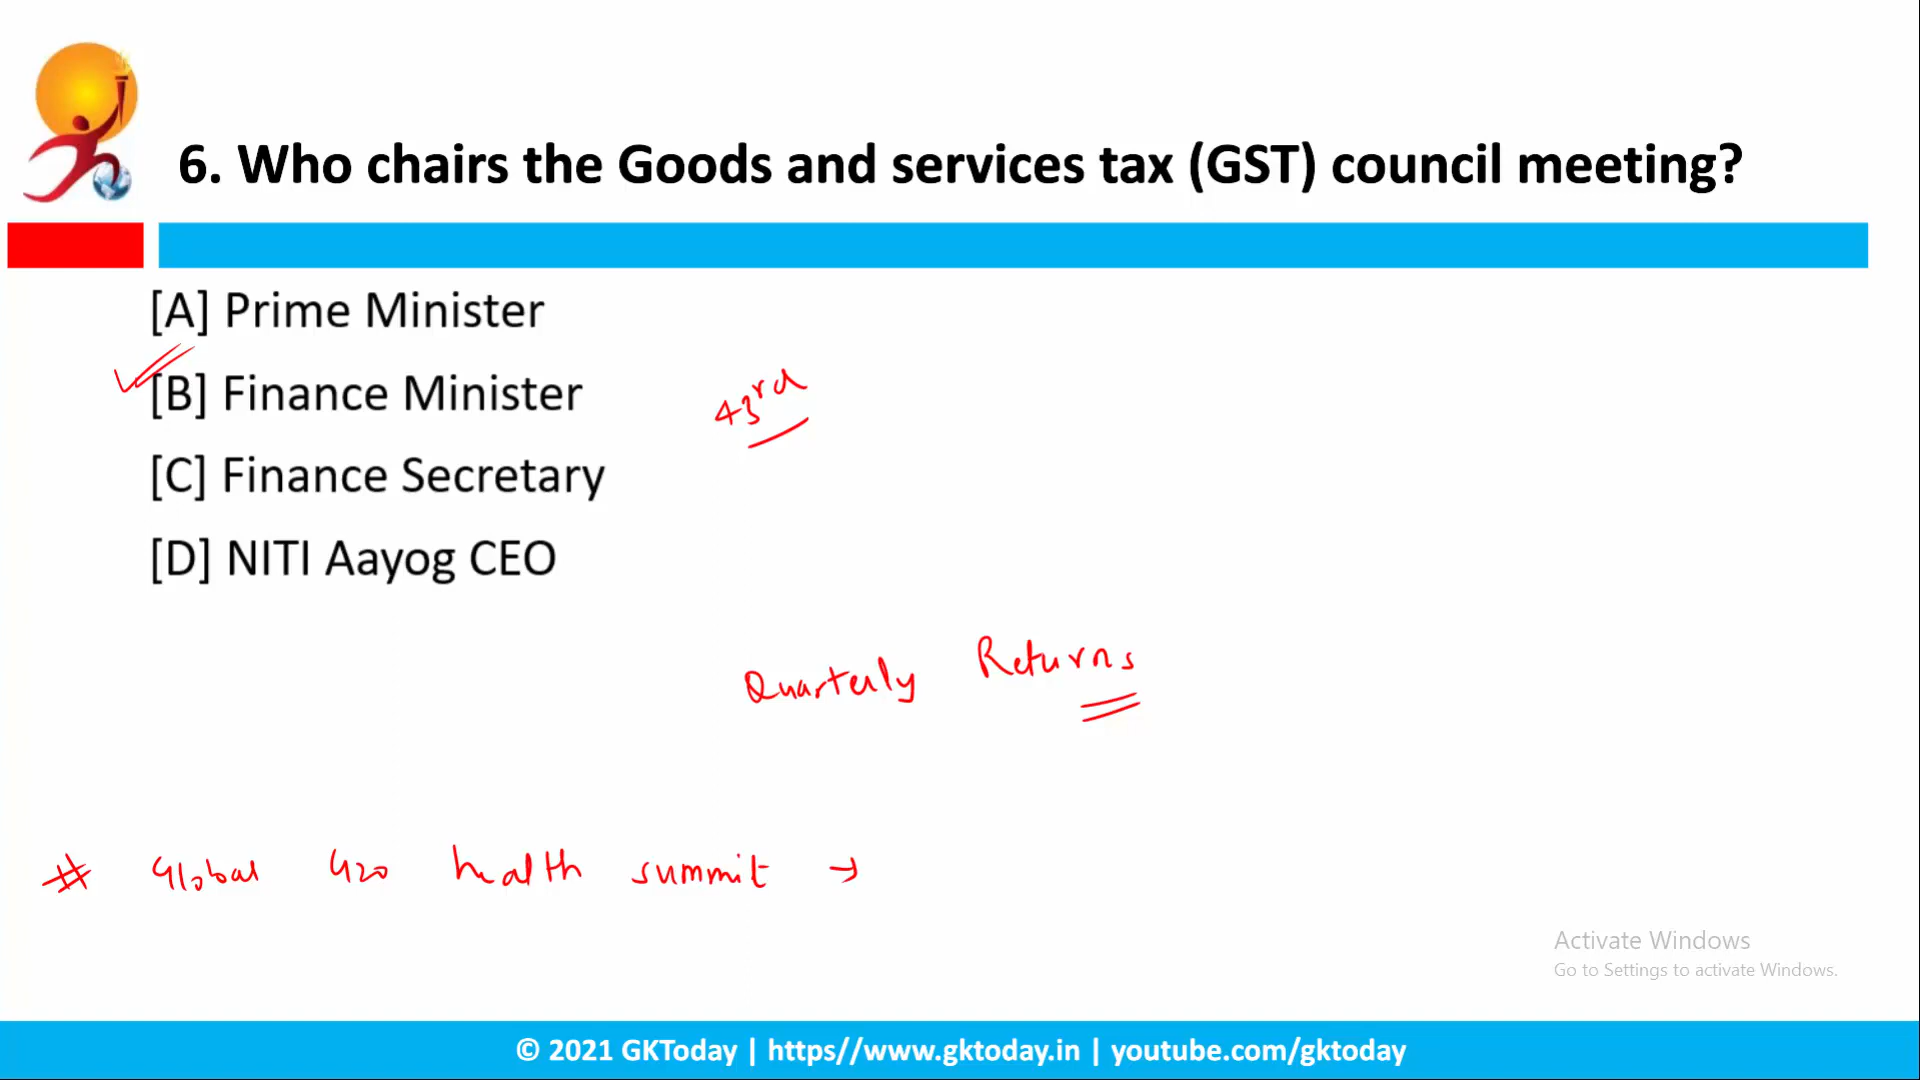 6. Who chairs the Goods and services tax (GST) council meeting?
[A] Prime Minister
[B] Finance Minister
43rd
[C] Finance Secretary
[D] NITI Aayog CEO
Quarterly Returns
# Global G20 health summit →
Activate Windows
Go to Settings to activate Windows.
© 2021 GKToday | https//www.gktoday.in | youtube.com/gktoday